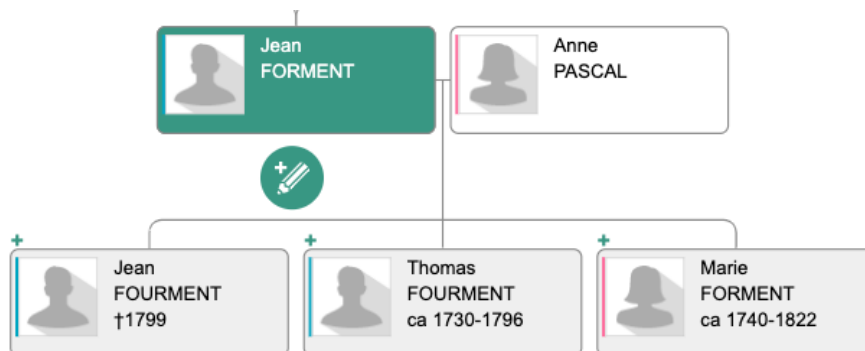 Jean
FORMENT
Anne
PASCAL
Jean
FOURMENT
†1799
Thomas
FOURMENT
ca 1730-1796
Marie
FORMENT
ca 1740-1822